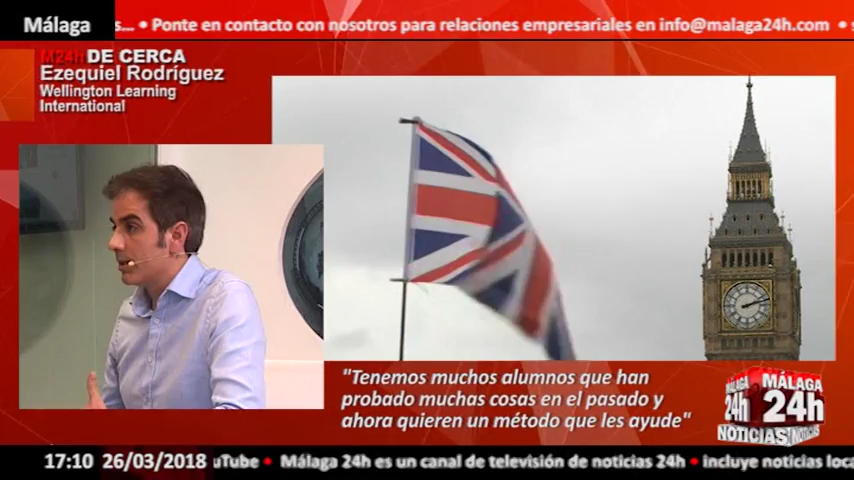 Málaga
s... • Ponte en contacto con nosotros para relaciones empresariales en info@malaga24h.com • s
M24h DE CERCA
Ezequiel Rodríguez
Wellington Learning
International
"Tenemos muchos alumnos que han
probado muchas cosas en el pasado y
ahora quieren un método que les ayude"
MÁLAGA
24h
NOTICIAS
MÁLAGA
24h
NOTICIAS
17:10 26/03/2018 uTube • Málaga 24h es un canal de televisión de noticias 24h • incluye noticias loca